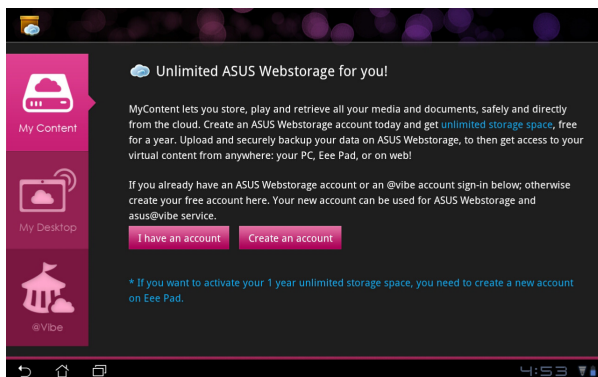 Unlimited ASUS Webstorage for you!
My Content
MyContent lets you store, play and retrieve all your media and documents, safely and directly
from the cloud. Create an ASUS Webstorage account today and get unlimited storage space, free
for a year. Upload and securely backup your data on ASUS Webstorage, to then get access to your
virtual content from anywhere: your PC, Eee Pad, or on web!
My Desktop
If you already have an ASUS Webstorage account or an @vibe account sign-in below; otherwise
create your free account here. Your new account can be used for ASUS Webstorage and
asus@vibe service.
I have an account Create an account
@Vibe
* If you want to activate your 1 year unlimited storage space, you need to create a new account
on Eee Pad.
4:53